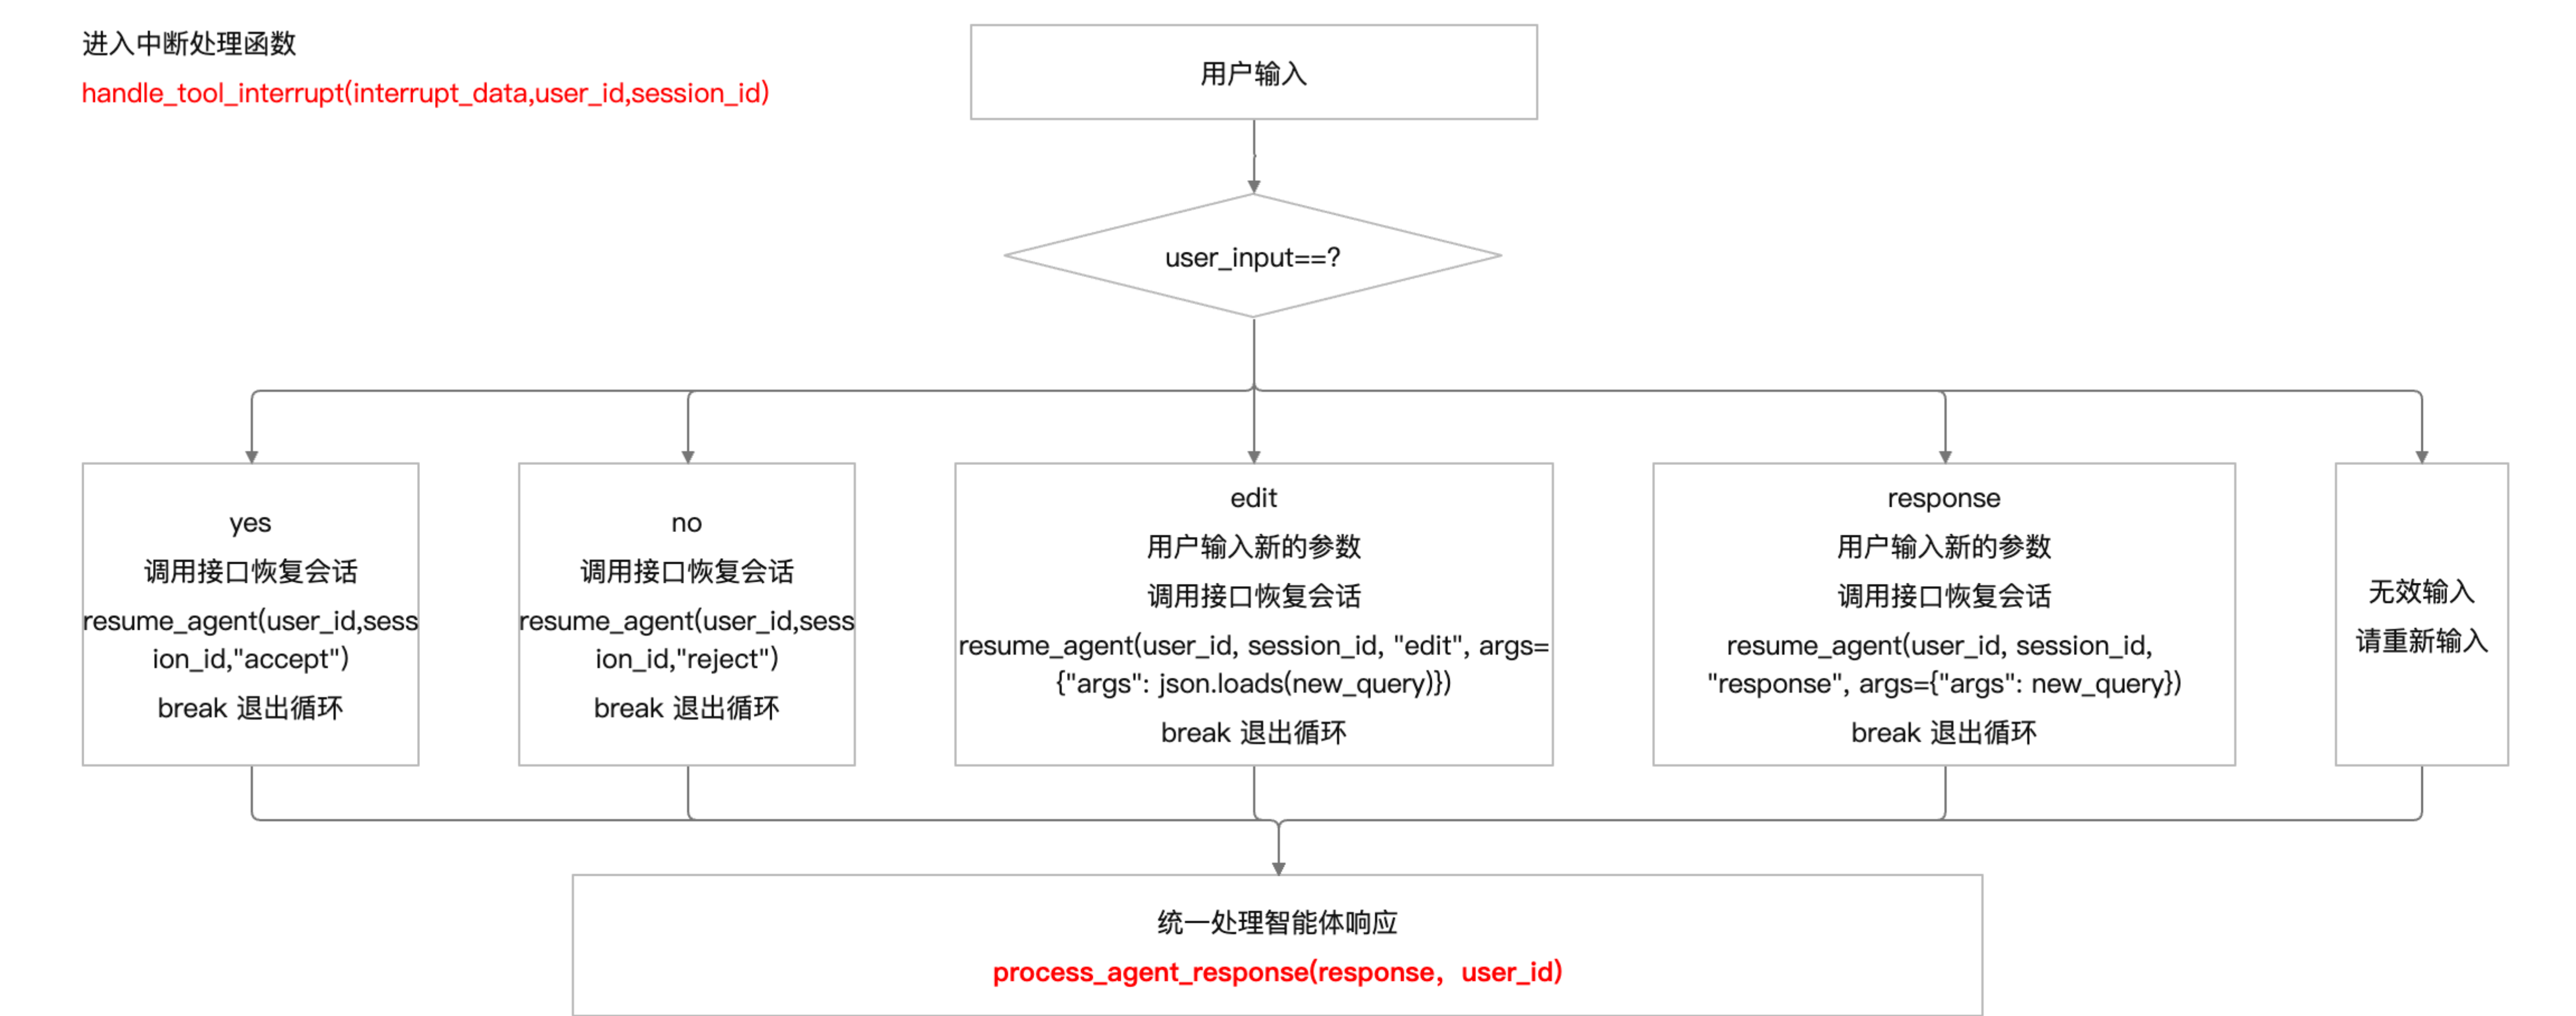 进入中断处理函数
handle_tool_interrupt(interrupt_data,user_id,session_id)
用户输入
user_input==?
yes
调用接口恢复会话
resume_agent(user_id,sess
ion_id,"accept")
break 退出循环
no
调用接口恢复会话
resume_agent(user_id,sess
ion_id,"reject")
break 退出循环
edit
用户输入新的参数
调用接口恢复会话
resume_agent(user_id, session_id, "edit", args=
{"args": json.loads(new_query)})
break 退出循环
response
用户输入新的参数
调用接口恢复会话
resume_agent(user_id, session_id,
"response", args={"args": new_query})
break 退出循环
无效输入
请重新输入
统一处理智能体响应
process_agent_response(response，user_id)